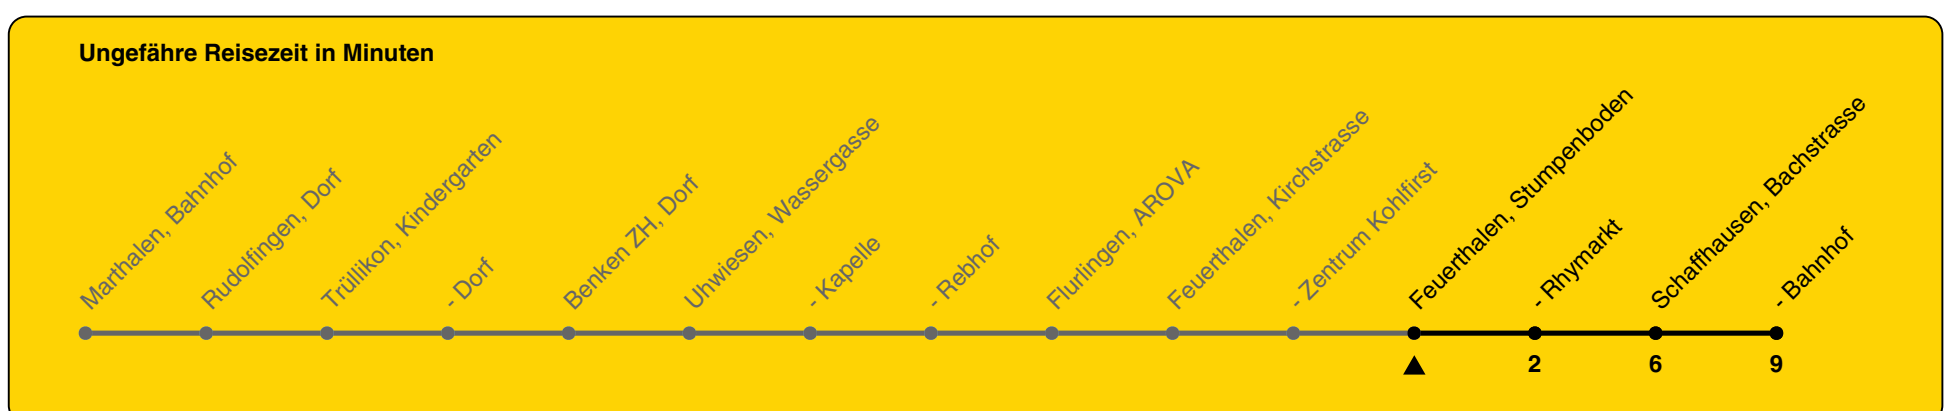 Ungefähre Reisezeit in Minuten
Marthalen, Bahnhof
Rudolfingen, Dorf
Trüllikon, Kindergarten
- Dorf
Benken ZH, Dorf
Uhwiesen, Wassergasse
- Kapelle
- Rebhof
Flurlingen, AROVA
Feuerthalen, Kirchstrasse
- Zentrum Kohlfirst
Feuerthalen, Stumpenboden
- Rhymarkt
Schaffhausen, Bachstrasse
- Bahnhof
2 6 9